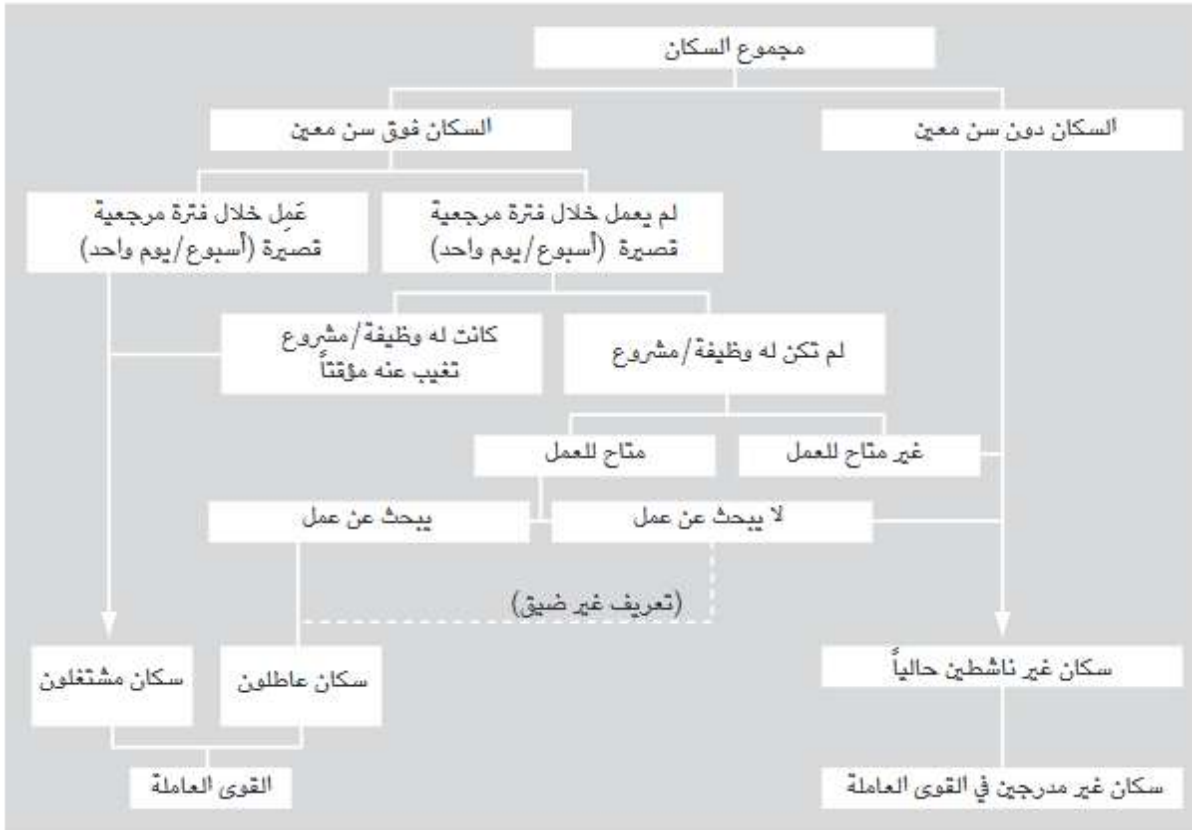 مجموع السكان
السكان دون سن معين
السكان فوق سن معين
لم يعمل خلال فترة مرجعية
قصيرة (أسبوع/يوم واحد)
عَمِل خلال فترة مرجعية
قصيرة (أسبوع/يوم واحد)
لم تكن له وظيفة/مشروع
كانت له وظيفة/مشروع
تغيب عنه مؤقتاً
غير متاح للعمل
متاح للعمل
لا يبحث عن عمل
يبحث عن عمل
(تعريف غير ضيق)
سكان غير ناشطين حالياً
سكان عاطلون
سكان مشتغلون
سكان غير مدرجين في القوى العاملة
القوى العاملة